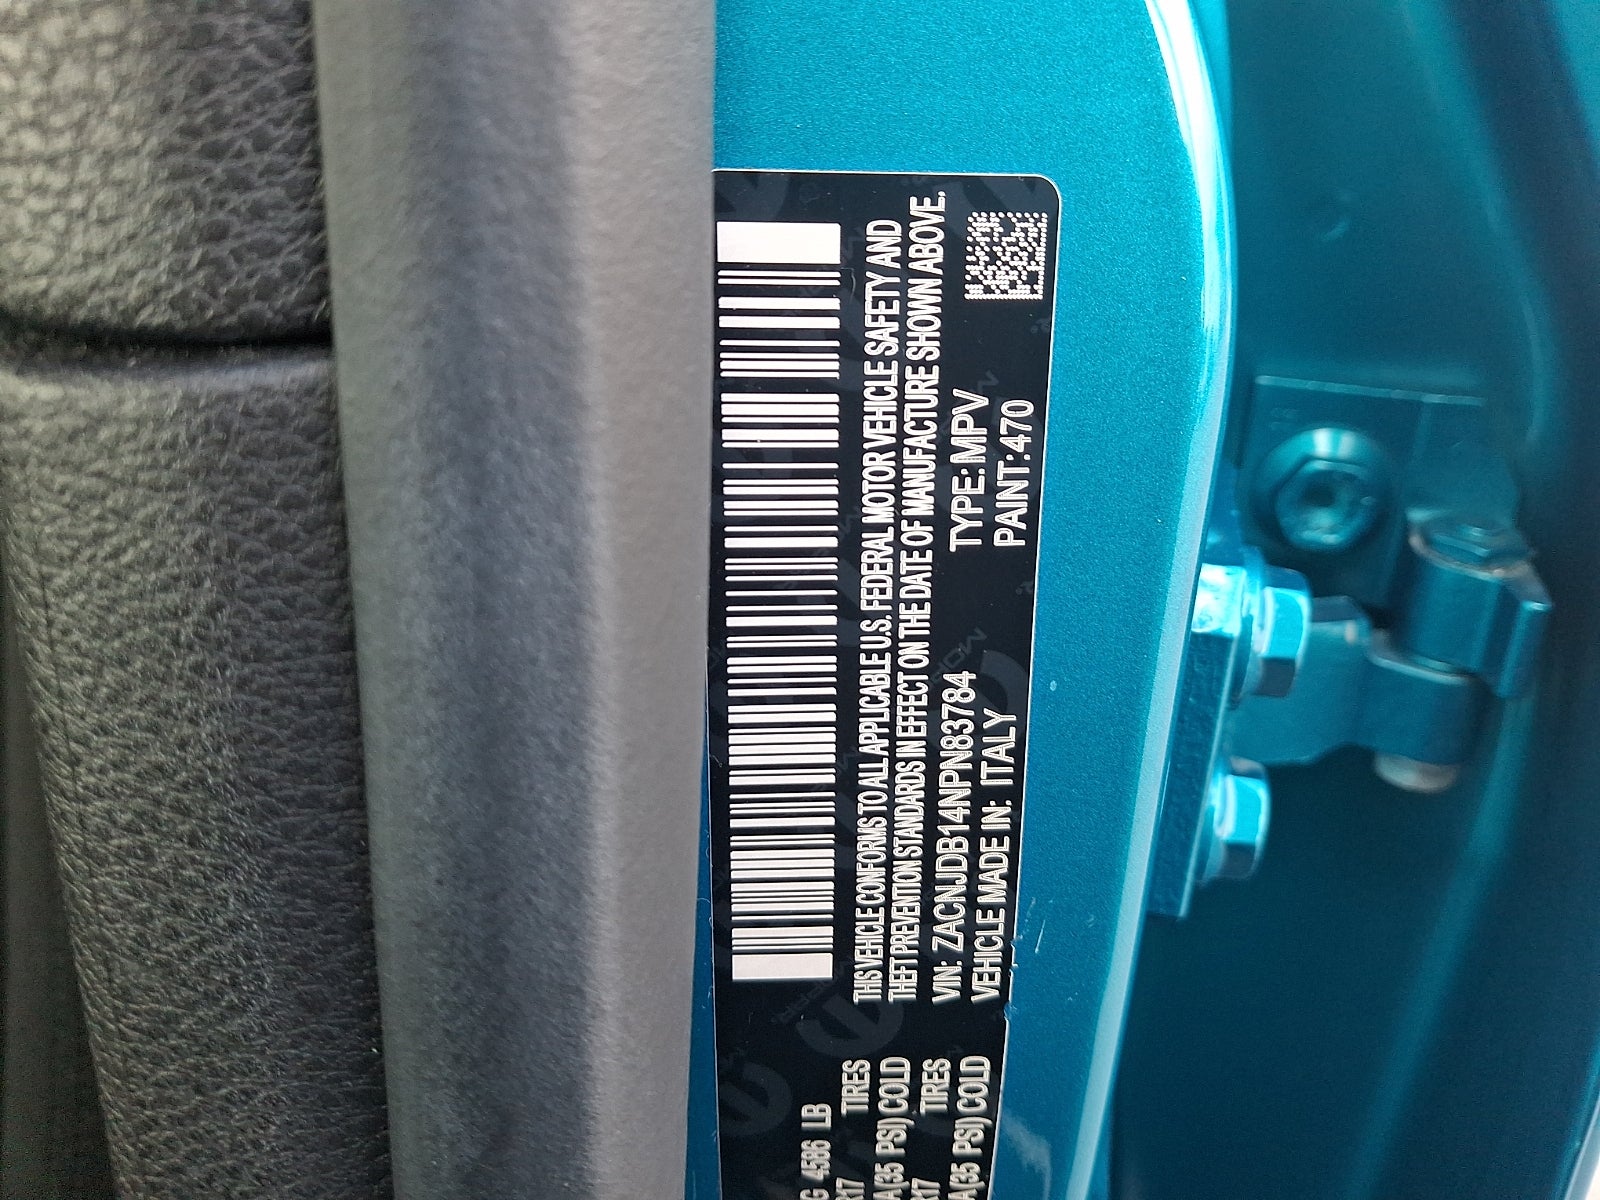 G 4586 LB
R17 TIRES
A(35 PSI) COLD
R17 TIRES
A(35 PSI) COLD
THIS VEHICLE CONFORMS TO ALL APPLICABLE U.S. FEDERAL MOTOR VEHICLE SAFETY AND
THEFT PREVENTION STANDARDS IN EFFECT ON THE DATE OF MANUFACTURE SHOWN ABOVE.
VIN: ZACNJDB14NPN83784 TYPE: MPV
VEHICLE MADE IN: ITALY PAINT: 470